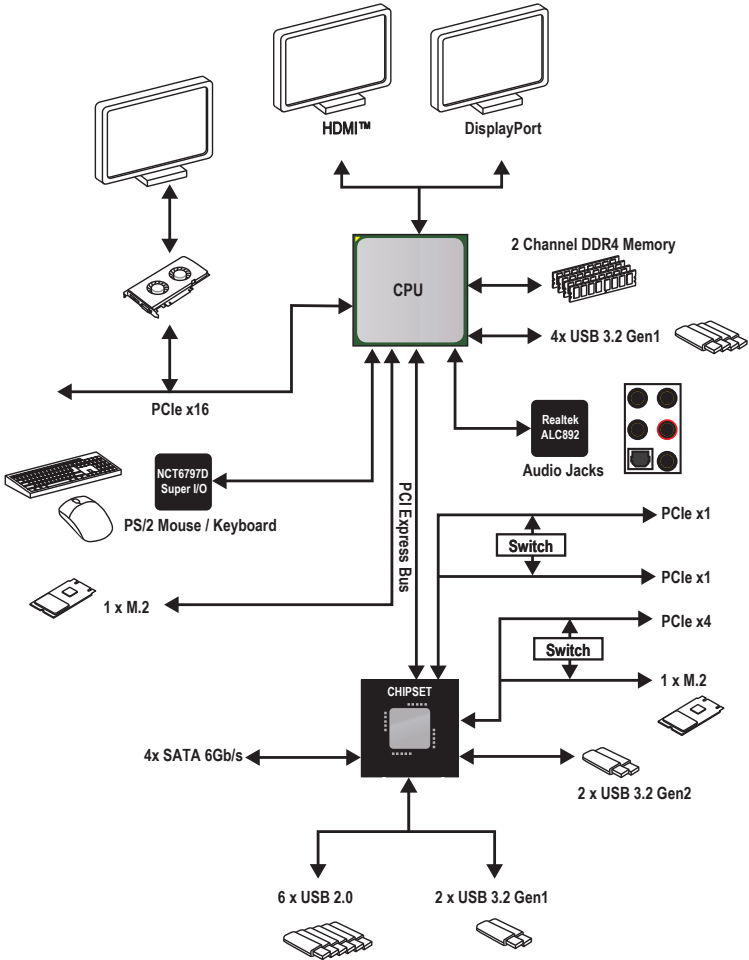 HDMI™
DisplayPort
2 Channel DDR4 Memory
CPU
4x USB 3.2 Gen1
PCIe x16
Realtek
ALC892
Audio Jacks
NCT6797D
Super I/O
PS/2 Mouse / Keyboard
PCI Express Bus
PCIe x1
Switch
PCIe x1
1 x M.2
PCIe x4
Switch
1 x M.2
CHIPSET
4x SATA 6Gb/s
2 x USB 3.2 Gen2
6 x USB 2.0
2 x USB 3.2 Gen1